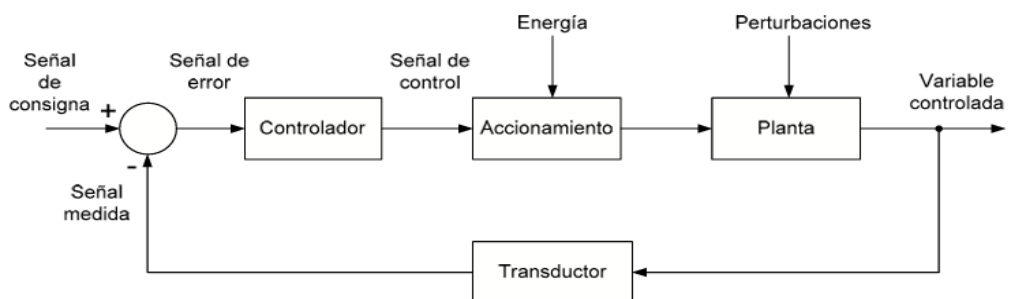 Energía
Perturbaciones
Señal
de
consigna
Señal de
error
Señal de
control
Variable
controlada
+
Controlador
Accionamiento
Planta
-
Señal
medida
Transductor